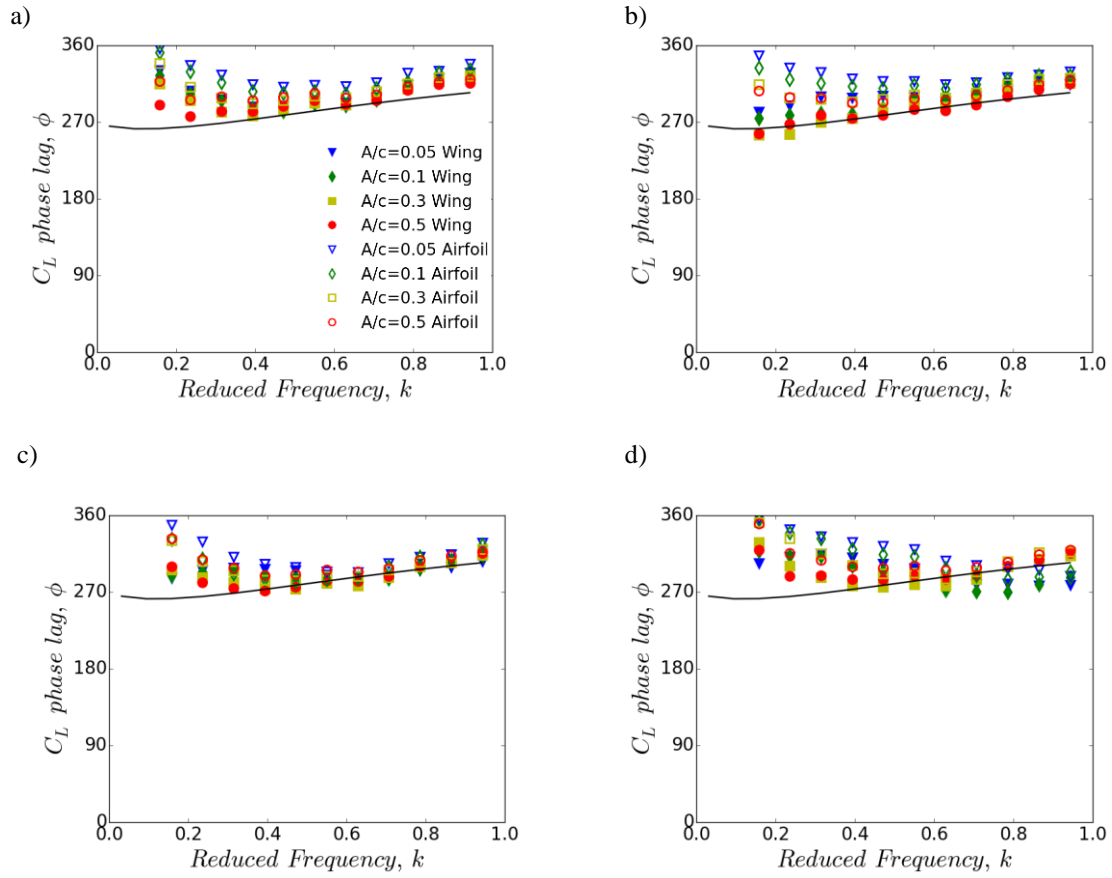 a)
360
270
180
90
0
C_L phase lag, ϕ
0.0 0.2 0.4 0.6 0.8 1.0
Reduced Frequency, k
A/c=0.05 Wing
A/c=0.1 Wing
A/c=0.3 Wing
A/c=0.5 Wing
A/c=0.05 Airfoil
A/c=0.1 Airfoil
A/c=0.3 Airfoil
A/c=0.5 Airfoil
b)
360
270
180
90
0
C_L phase lag, ϕ
0.0 0.2 0.4 0.6 0.8 1.0
Reduced Frequency, k
c)
360
270
180
90
0
C_L phase lag, ϕ
0.0 0.2 0.4 0.6 0.8 1.0
Reduced Frequency, k
d)
360
270
180
90
0
C_L phase lag, ϕ
0.0 0.2 0.4 0.6 0.8 1.0
Reduced Frequency, k